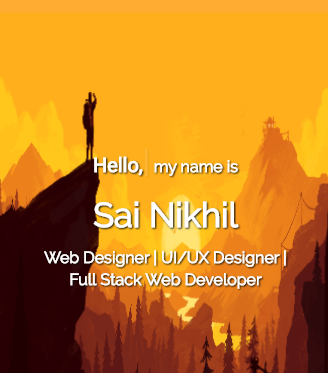 Hello, my name is
Sai Nikhil
Web Designer | UI/UX Designer |
Full Stack Web Developer